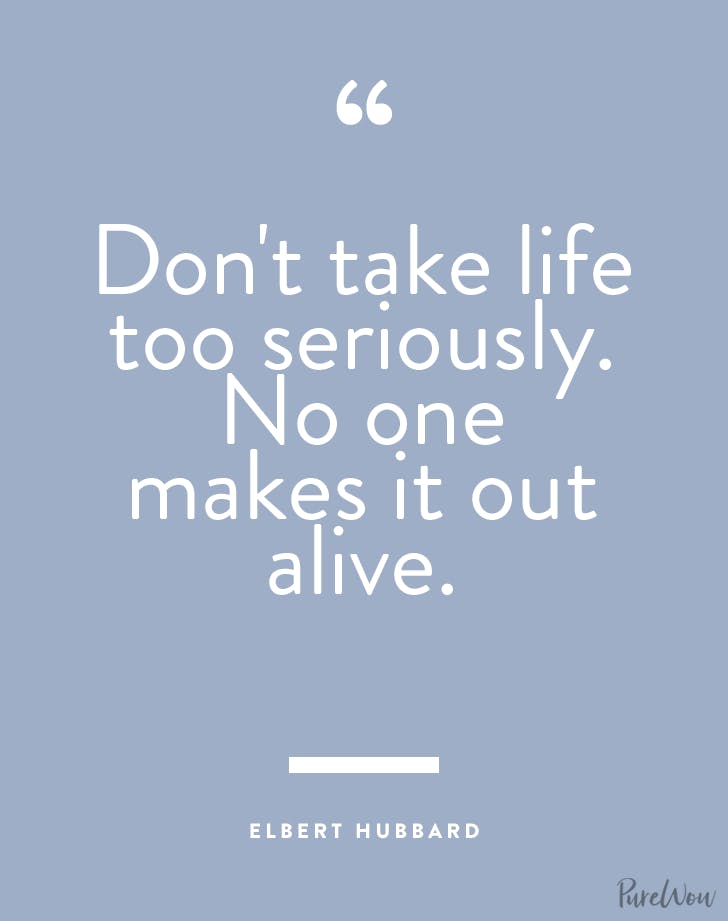 “
Don't take life
too seriously.
No one
makes it out
alive.
ELBERT HUBBARD
PureWow